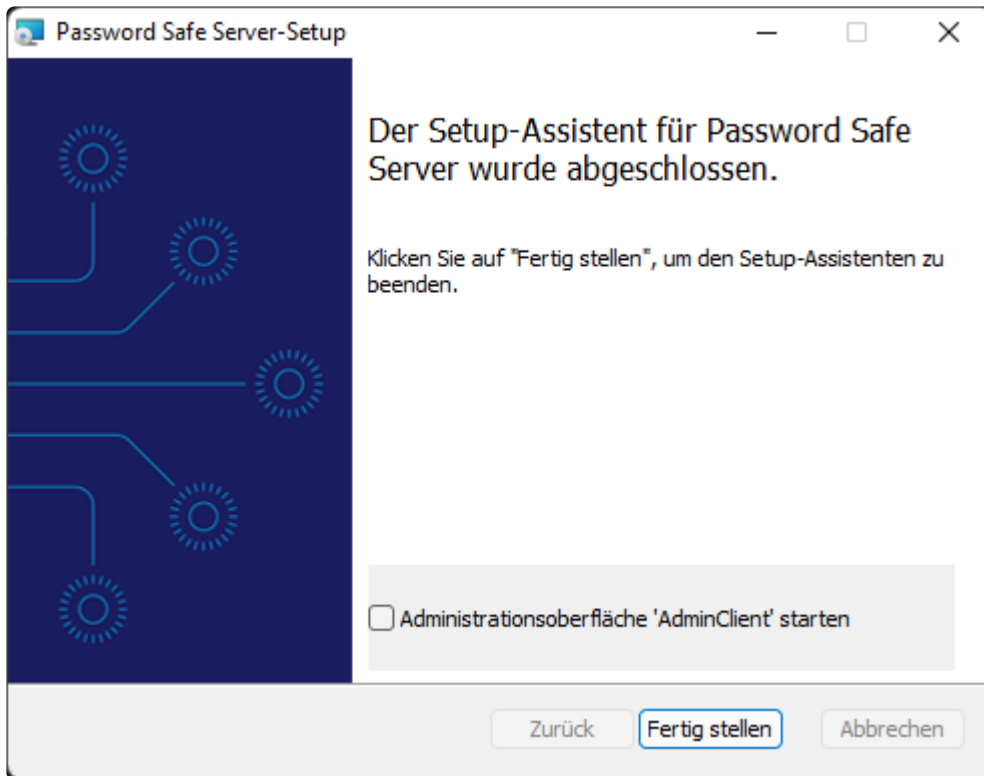 Password Safe Server-Setup
Der Setup-Assistent für Password Safe
Server wurde abgeschlossen.
Klicken Sie auf "Fertig stellen", um den Setup-Assistenten zu
beenden.
Administrationsoberfläche 'AdminClient' starten
Zurück
Fertig stellen
Abbrechen